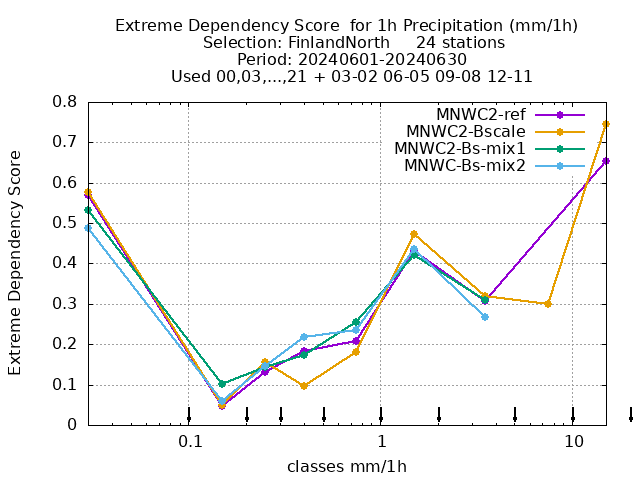 Extreme Dependency Score  for 1h Precipitation (mm/1h)
Selection: FinlandNorth     24 stations
Period: 20240601-20240630
Used 00,03,...,21 + 03-02 06-05 09-08 12-11
MNWC2-ref
MNWC2-Bscale
MNWC2-Bs-mix1
MNWC-Bs-mix2
Extreme Dependency Score
0.8
0.7
0.6
0.5
0.4
0.3
0.2
0.1
0
0.1 1 10
classes mm/1h